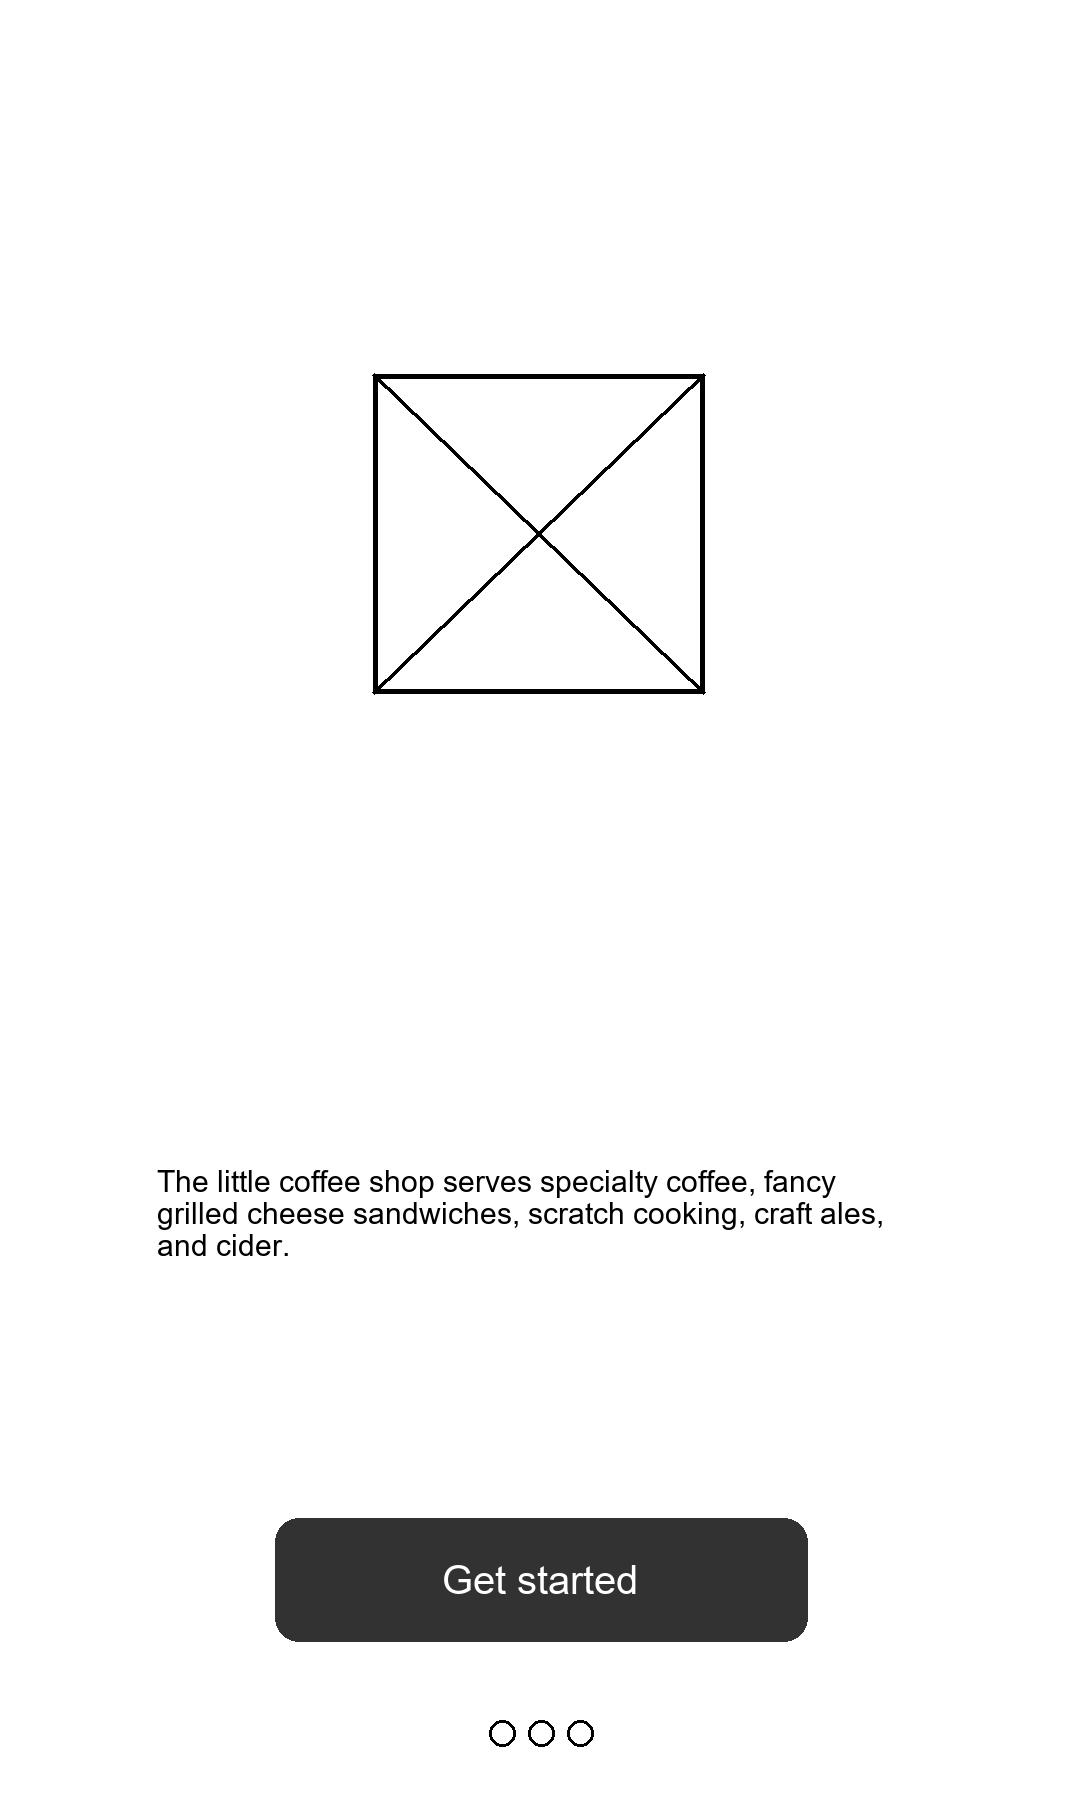 The little coffee shop serves specialty coffee, fancy
grilled cheese sandwiches, scratch cooking, craft ales,
and cider.
Get started